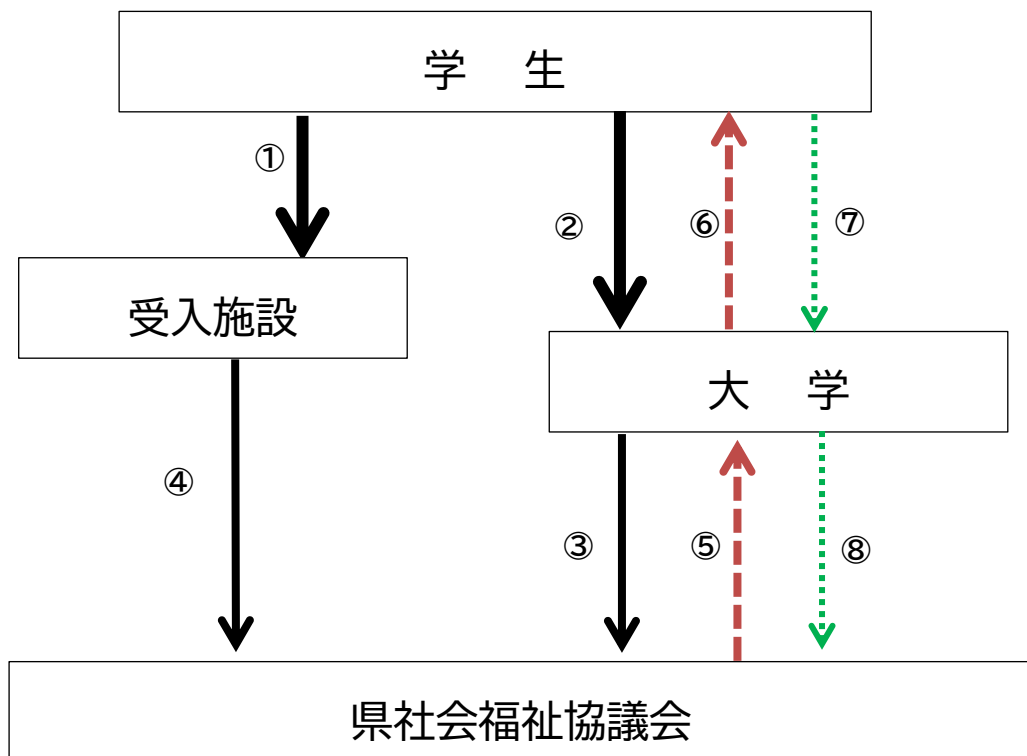 学　生
①
②
⑥
⑦
受入施設
大　学
④
③
⑤
⑧
県社会福祉協議会